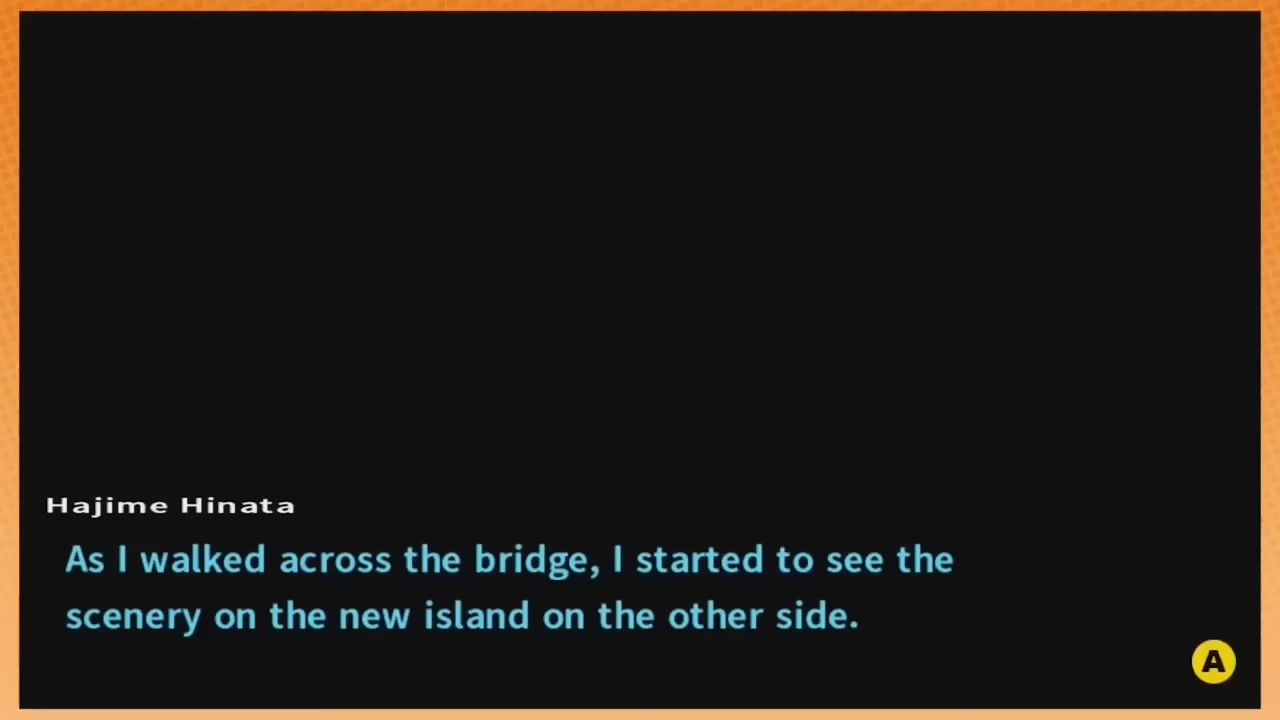 Hajime Hinata
As I walked across the bridge, I started to see the
scenery on the new island on the other side.
A